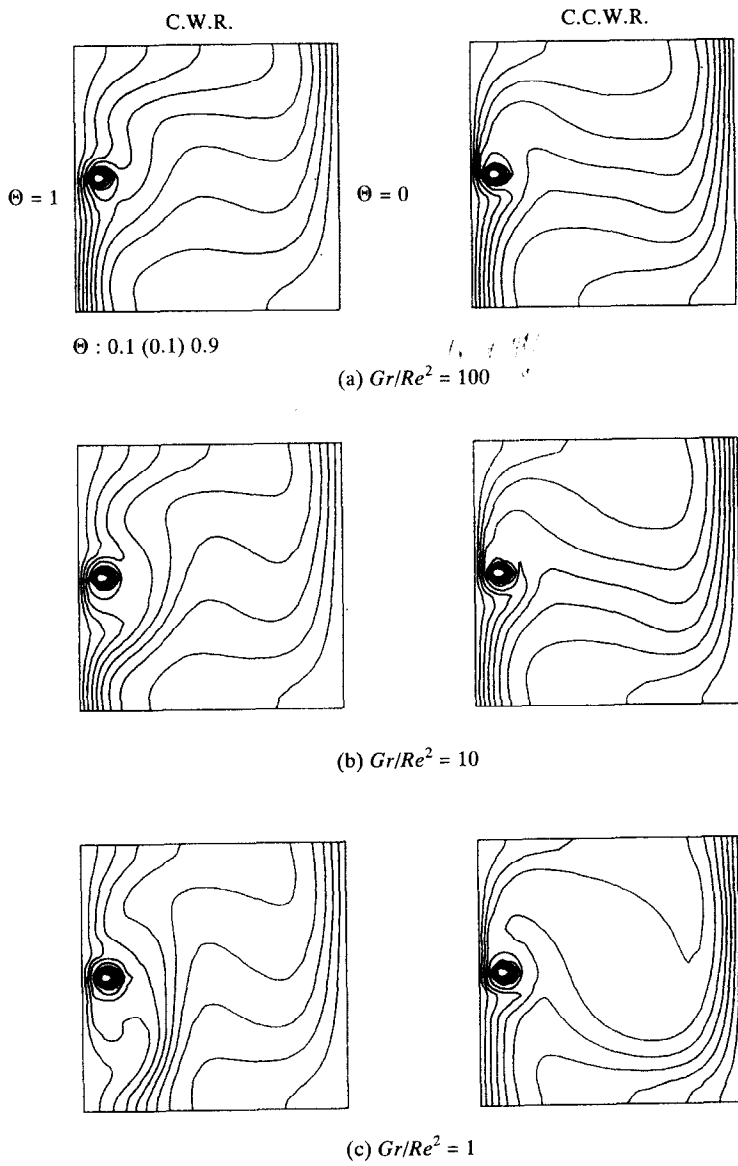 C.W.R.
C.C.W.R.
Θ = 1
Θ = 0
Θ : 0.1 (0.1) 0.9
(a) Gr/Re² = 100
(b) Gr/Re² = 10
(c) Gr/Re² = 1